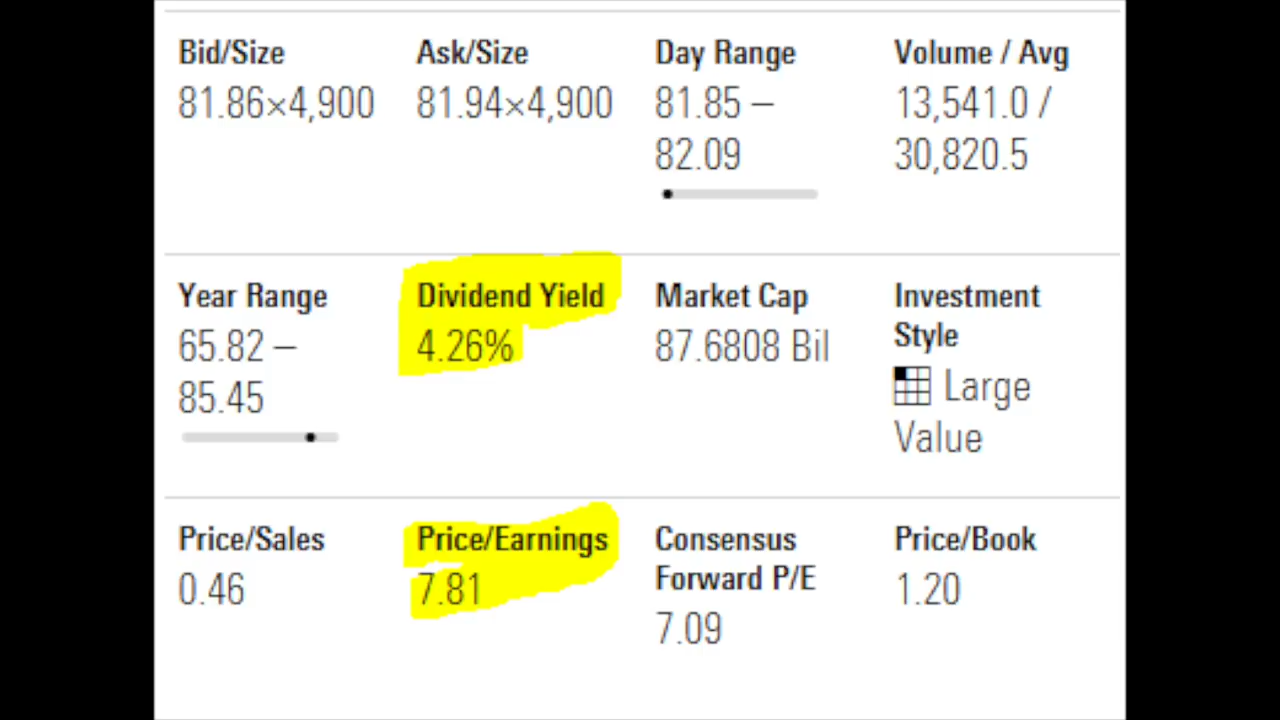 Bid/Size
81.86×4,900
Ask/Size
81.94×4,900
Day Range
81.85 –
82.09
Volume / Avg
13,541.0 /
30,820.5
Year Range
65.82 –
85.45
Dividend Yield
4.26%
Market Cap
87.6808 Bil
Investment
Style
Large
Value
Price/Sales
0.46
Price/Earnings
7.81
Consensus
Forward P/E
7.09
Price/Book
1.20